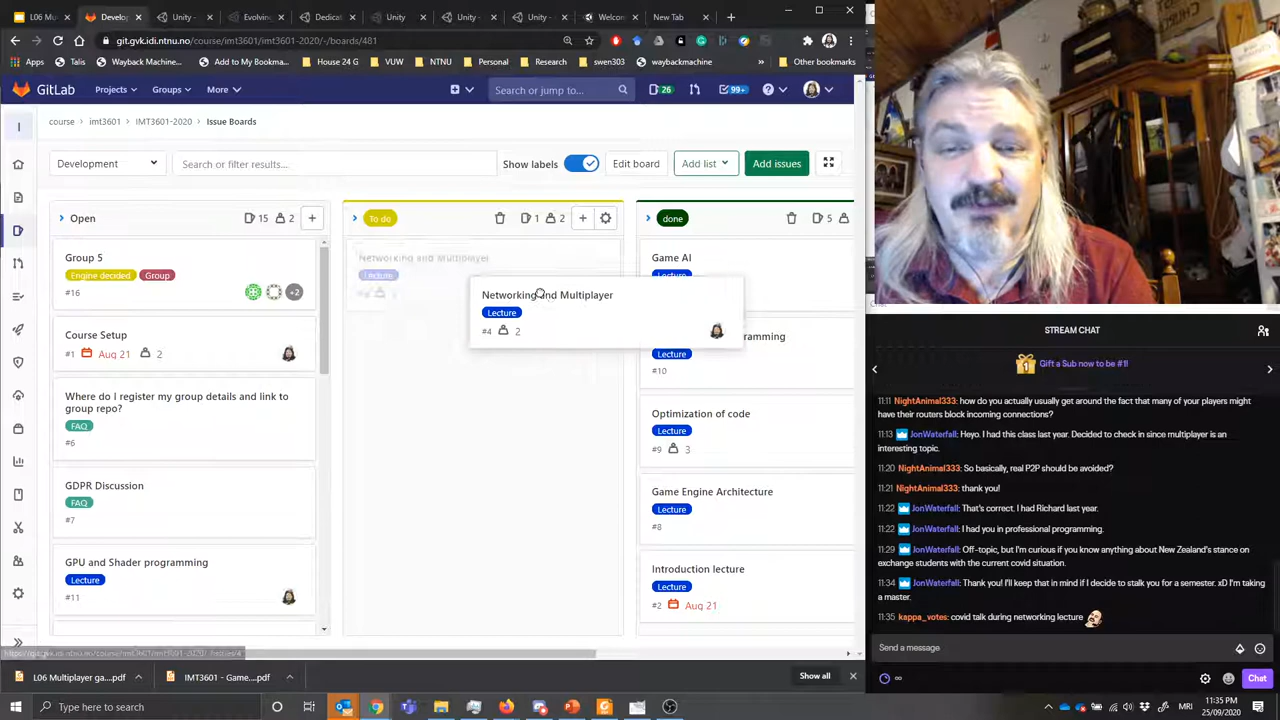 Unity -
Unity -
Unity -
Dedica
Unity -
Welcon
New Tab
git.gvk.idi.ntnu.no/course/imt3601/imt3601-2020/-/boards/481
Apps
Tals
Wayback Machine...
Add to My Bookmark...
House 24 G
VUW
NTNU
Personal
Research
swen303
waybackmachine
»
Other bookmarks
GitLab
Projects
Groups
More
Search or jump to...
26
99+
course > imt3601 > IMT3601-2020 > Issue Boards
I
Development
Search or filter results...
Show labels
Edit board
Add list
Add issues
Open
15
2
Group 5
Engine decided
Group
#16
+2
Course Setup
#1
Aug 21
2
Where do I register my group details and link to
group repo?
FAQ
#6
GDPR Discussion
FAQ
#7
GPU and Shader programming
Lecture
#11
To do
1
2
Networking and Multiplayer
Lecture
Networking and Multiplayer
Lecture
#4
2
done
5
Game AI
Lecture
ramming
Lecture
#10
Optimization of code
Lecture
#9
3
Game Engine Architecture
Lecture
#8
Introduction lecture
Lecture
#2
Aug 21
STREAM CHAT
Gift a Sub now to be #1!
11:11 NightAnimal333: how do you actually usually get around the fact that many of your players might
have their routers block incoming connections?
11:13 JonWaterfall: Heyo. I had this class last year. Decided to check in since multiplayer is an
interesting topic.
11:20 NightAnimal333: So basically, real P2P should be avoided?
11:21 NightAnimal333: thank you!
11:22 JonWaterfall: That's correct. I had Richard last year.
11:22 JonWaterfall: I had you in professional programming.
11:29 JonWaterfall: Off-topic, but I'm curious if you know anything about New Zealand's stance on
exchange students with the current covid situation.
11:34 JonWaterfall: Thank you! I'll keep that in mind if I decide to stalk you for a semester. xD I'm taking
a master.
11:35 kappa_votes: covid talk during networking lecture
Send a message
∞
Chat
L06 Multiplayer ga....pdf
IMT3601 - Game....pdf
Show all
Type here to search
MRI
11:35 PM
25/09/2020